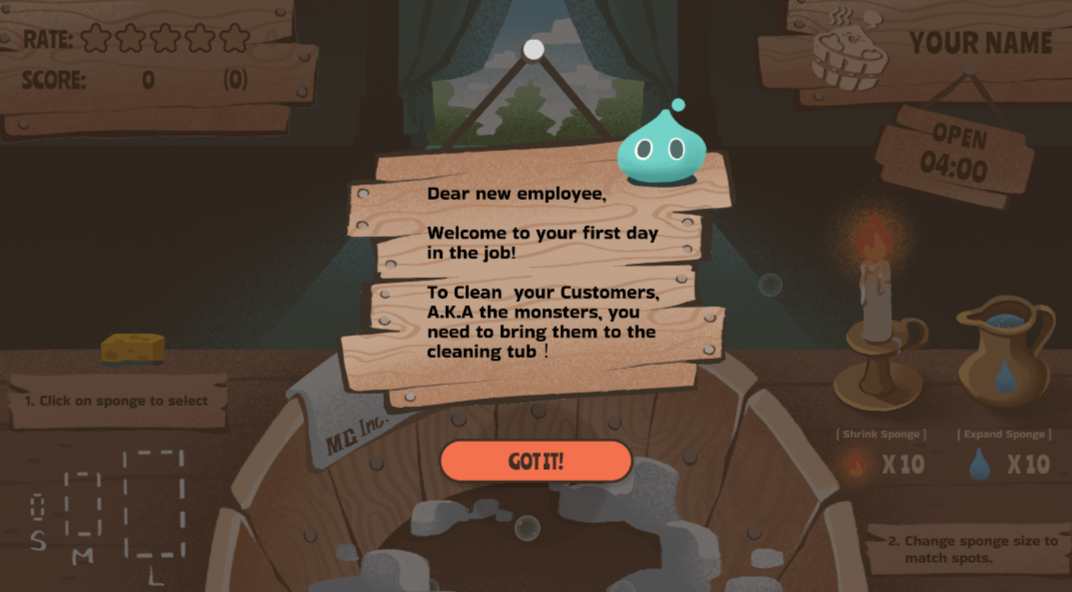 RATE:
SCORE: 0 (0)
YOUR NAME
OPEN
04:00
Dear new employee,
Welcome to your first day
in the job!
To Clean your Customers,
A.K.A the monsters, you
need to bring them to the
cleaning tub !
GOT IT!
MG Inc.
1. Click on sponge to select
S
M
L
[ Shrink Sponge ] [ Expand Sponge ]
X 10 X 10
2. Change sponge size to
match spots.